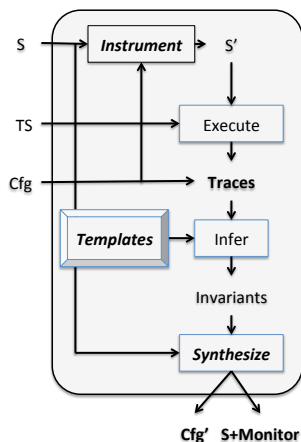 S Instrument S’
TS Execute
Cfg Traces
Templates Infer
Invariants
Synthesize
Cfg’ S+Monitor